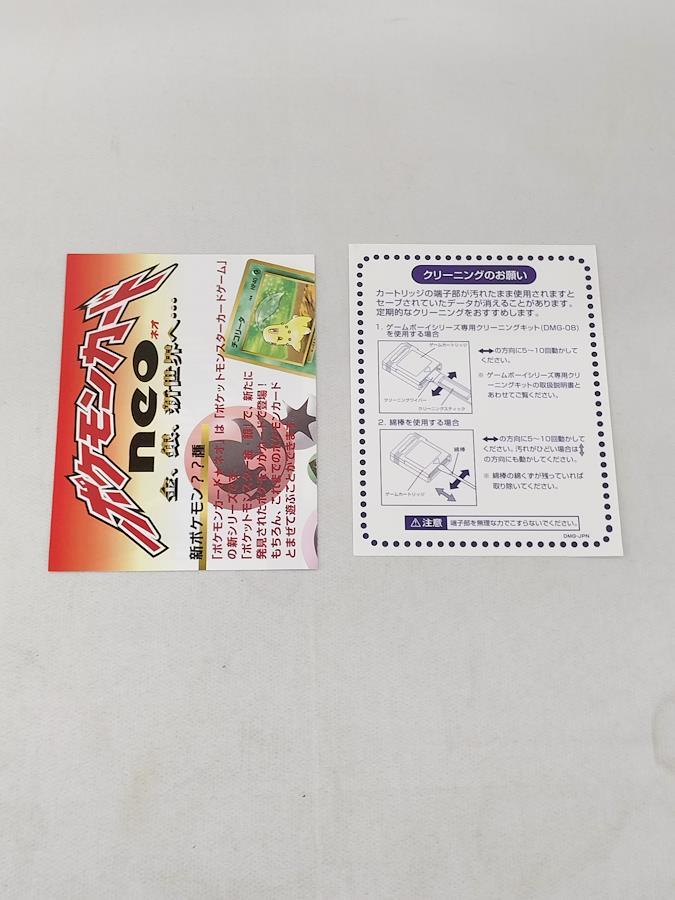 ポケモンカード
neo
ネオ
金、銀、新世界へ…
新ポケモン??種
「ポケモンカード★neo」は「ポケットモンスターカードゲーム」
の新シリーズ
「ポケットモンスター金・銀」で、新たに
発見されたポケモンがカードで登場！
もちろん、これまでのポケモンカード
とまぜて遊ぶことができます
チコリータ
HP40
クリーニングのお願い
カートリッジの端子部が汚れたまま使用されますと
セーブされていたデータが消えることがあります。
定期的なクリーニングをおすすめします。
1. ゲームボーイシリーズ専用クリーニングキット(DMG-08)
を使用する場合
ゲームカートリッジ
クリーニングワイパー
クリーニングスティック
↔の方向に5〜10回動かして
ください。
※ ゲームボーイシリーズ専用クリ
ーニングキットの取扱説明書と
あわせてご覧ください。
2. 綿棒を使用する場合
綿棒
ゲームカートリッジ
↔の方向に5〜10回動かして
ください。汚れがひどい場合は⇕
の方向にも動かしてください。
※ 綿棒の綿くずが残っていれば
取り除いてください。
⚠注意 端子部を無理な力でこすらないでください。
DMG-JPN